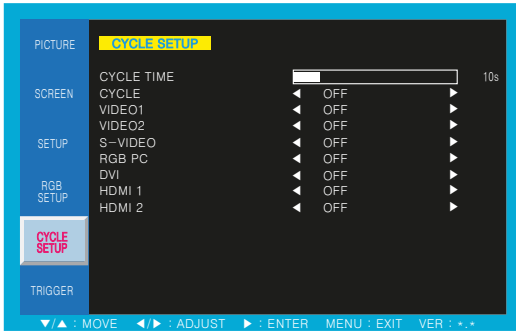 PICTURE
SCREEN
SETUP
RGB
SETUP
CYCLE
SETUP
TRIGGER
CYCLE SETUP
CYCLE TIME 10s
CYCLE ◀ OFF ▶
VIDEO1 ◀ OFF ▶
VIDEO2 ◀ OFF ▶
S-VIDEO ◀ OFF ▶
RGB PC ◀ OFF ▶
DVI ◀ OFF ▶
HDMI 1 ◀ OFF ▶
HDMI 2 ◀ OFF ▶
▼/▲ : MOVE ◀/▶ : ADJUST ▶ : ENTER MENU : EXIT VER : *.*